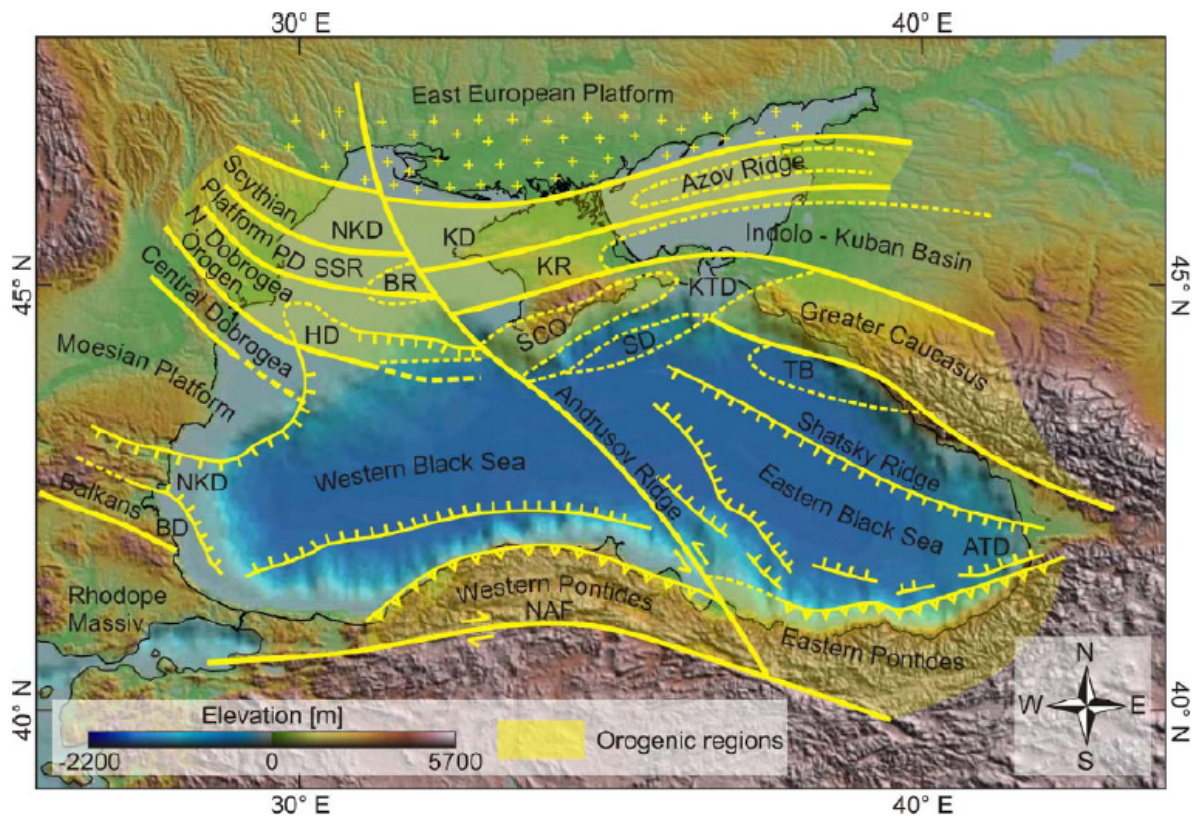 30° E
40° E
East European Platform
Scythian
Platform
Azov Ridge
NKD
KD
PD
SSR
BR
KR
Indolo - Kuban Basin
45° N
45° N
N Dobrogea
Orogen
KTD
Central Dobrogea
HD
SCO
SD
Greater Caucasus
Moesian Platform
TB
Andrusov Ridge
Shatsky Ridge
Western Black Sea
NKD
Balkans
BD
Eastern Black Sea
ATD
Western Pontides
NAF
Rhodope
Massiv
Eastern Pontides
N
W
E
S
40° N
40° N
Elevation [m]
-2200
0
5700
Orogenic regions
30° E
40° E